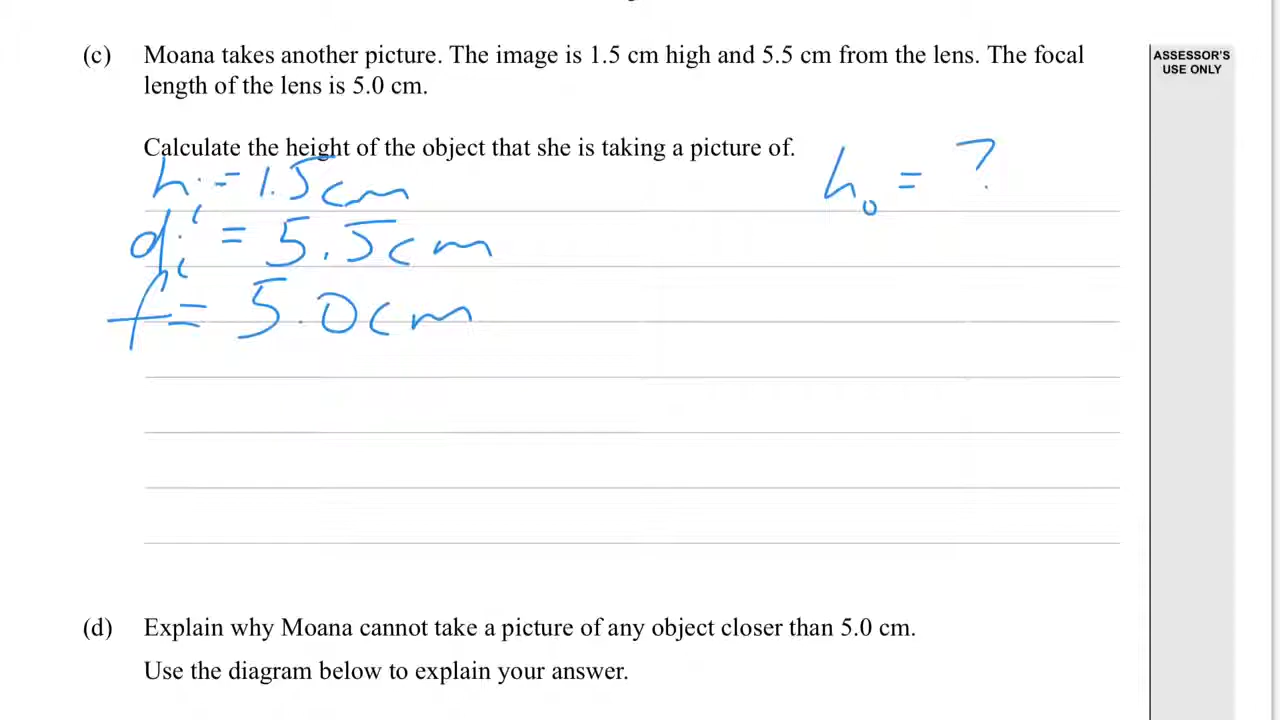 (c) Moana takes another picture. The image is 1.5 cm high and 5.5 cm from the lens. The focal
length of the lens is 5.0 cm.
ASSESSOR'S
USE ONLY
Calculate the height of the object that she is taking a picture of.
hi = 1.5cm
ho = ?
di = 5.5cm
f = 5.0cm
(d) Explain why Moana cannot take a picture of any object closer than 5.0 cm.
Use the diagram below to explain your answer.